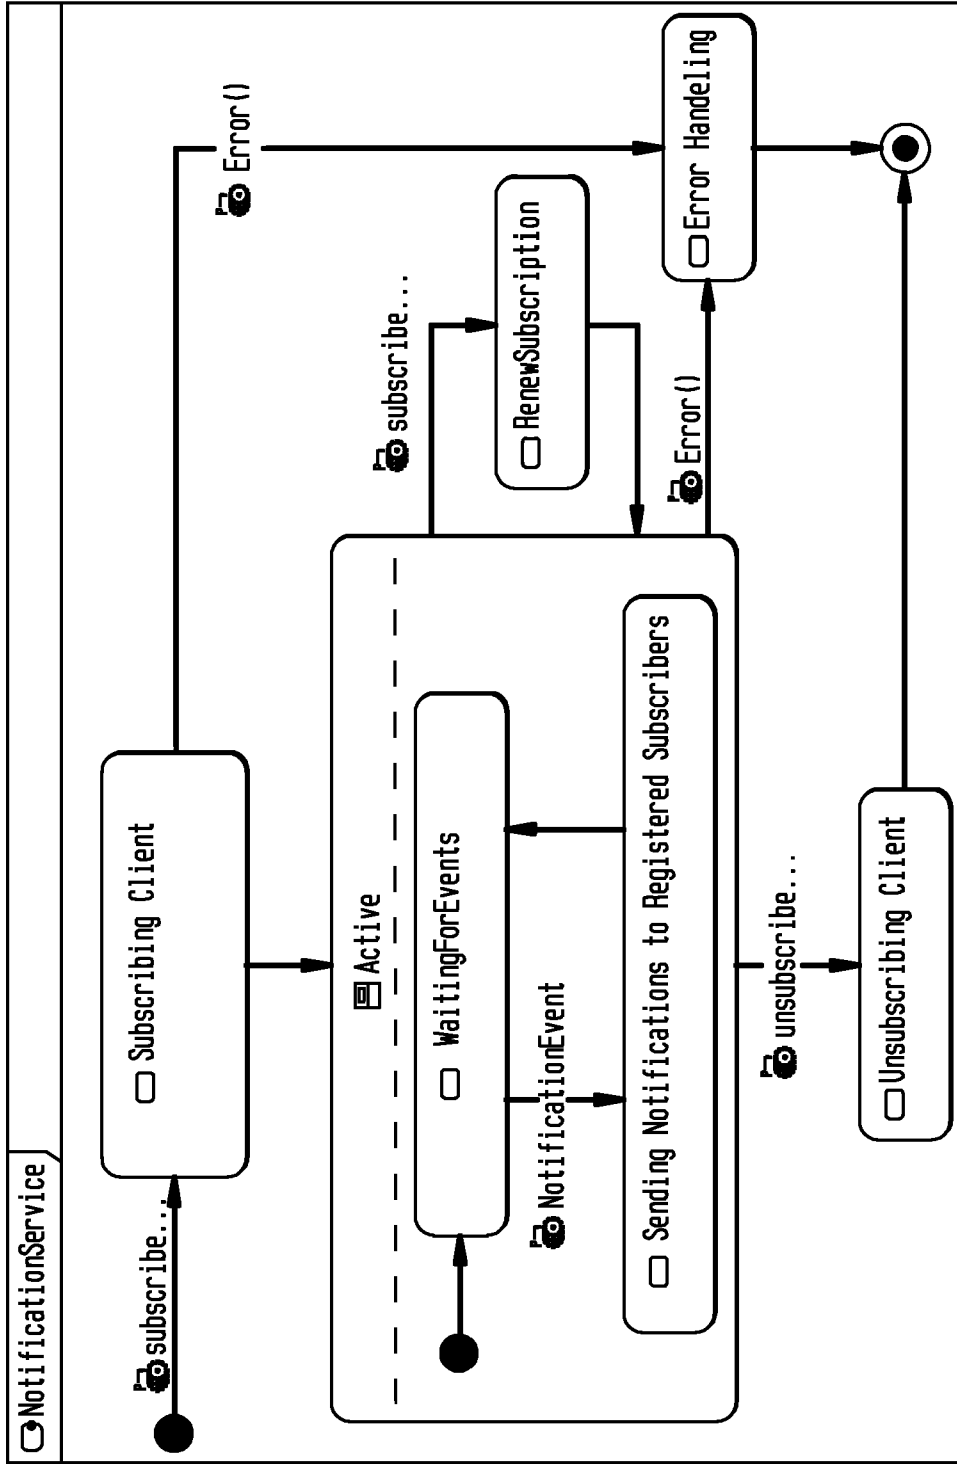 NotificationService
subscribe...
Subscribing Client
Error()
Active
WaitingForEvents
NotificationEvent
Sending Notifications to Registered Subscribers
subscribe...
RenewSubscription
Error()
Error Handeling
unsubscribe...
Unsubscribing Client